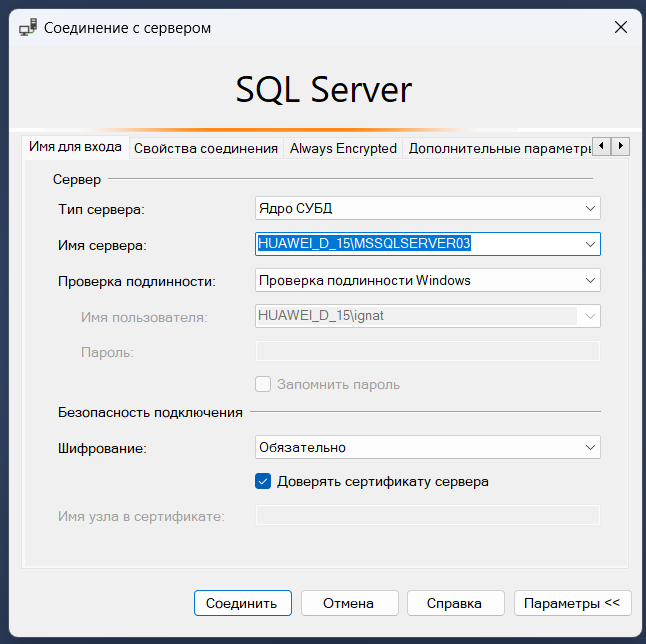 Соединение с сервером
SQL Server
Имя для входа Свойства соединения Always Encrypted Дополнительные параметры
Сервер
Тип сервера: Ядро СУБД
Имя сервера: HUAWEI_D_15\MSSQLSERVER03
Проверка подлинности: Проверка подлинности Windows
Имя пользователя: HUAWEI_D_15\ignat
Пароль:
Запомнить пароль
Безопасность подключения
Шифрование: Обязательно
Доверять сертификату сервера
Имя узла в сертификате:
Соединить Отмена Справка Параметры <<